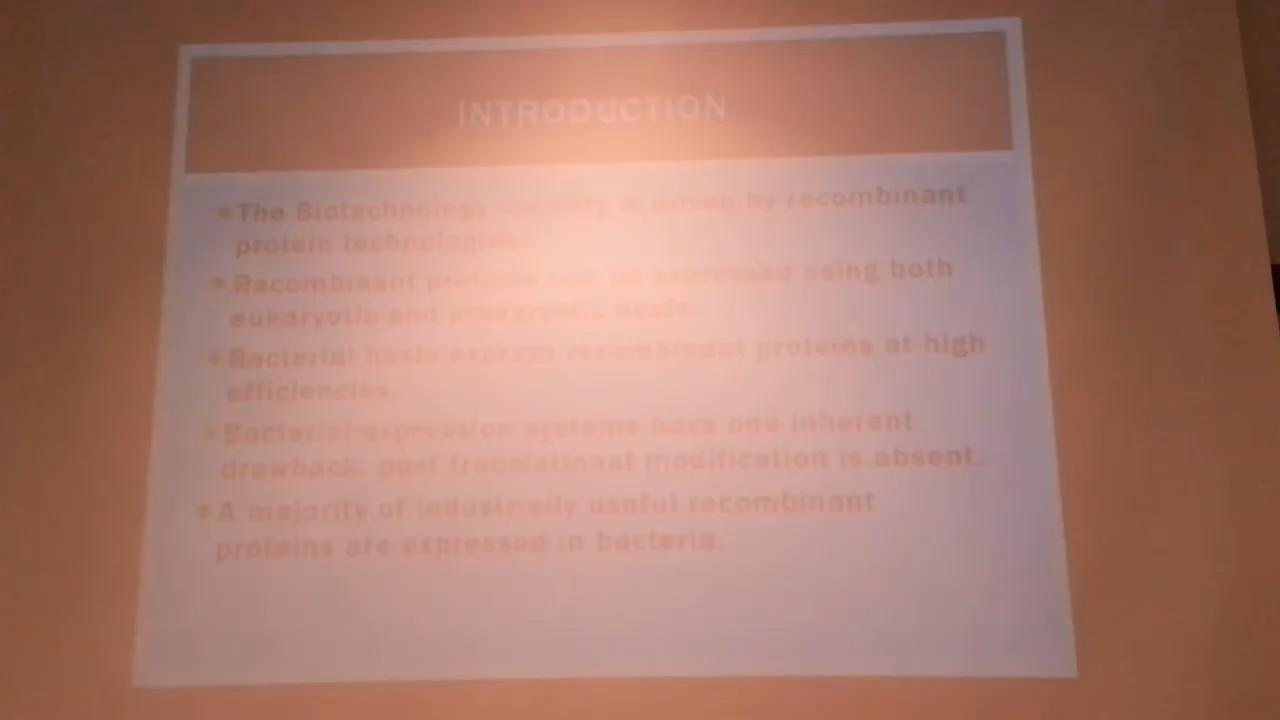 INTRODUCTION
The Biotechnology industry is driven by recombinant
protein technologies.
Recombinant proteins can be expressed using both
eukaryotic and prokaryotic hosts.
Bacterial hosts express recombinant proteins at high
efficiencies.
Bacterial expression systems have one inherent
drawback: post translational modification is absent.
A majority of industrially useful recombinant
proteins are expressed in bacteria.